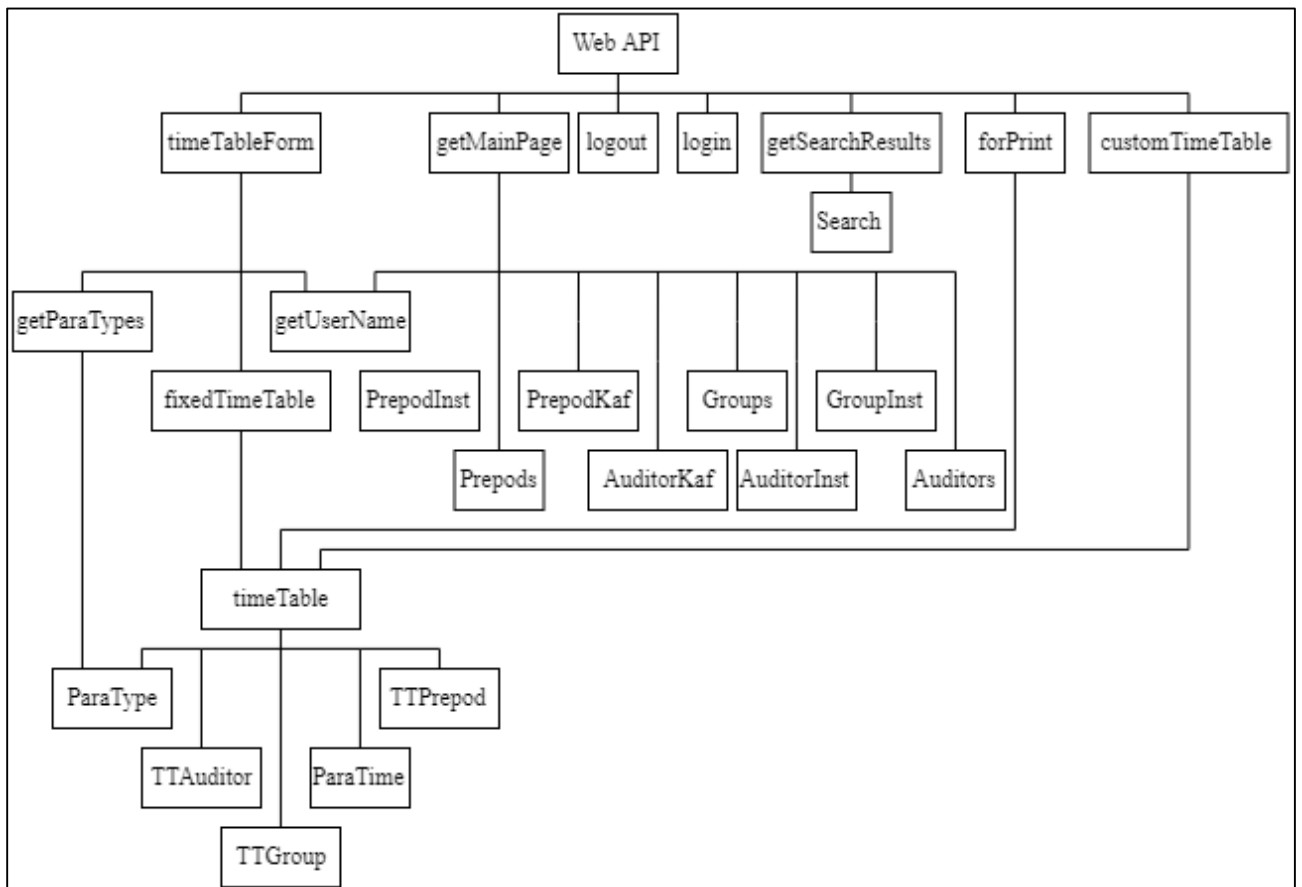 Web API
timeTableForm
getMainPage
logout
login
getSearchResults
forPrint
customTimeTable
Search
getParaTypes
getUserName
fixedTimeTable
PrepodInst
PrepodKaf
Groups
GroupInst
Prepods
AuditorKaf
AuditorInst
Auditors
timeTable
ParaType
TTPrepod
TTAuditor
ParaTime
TTGroup